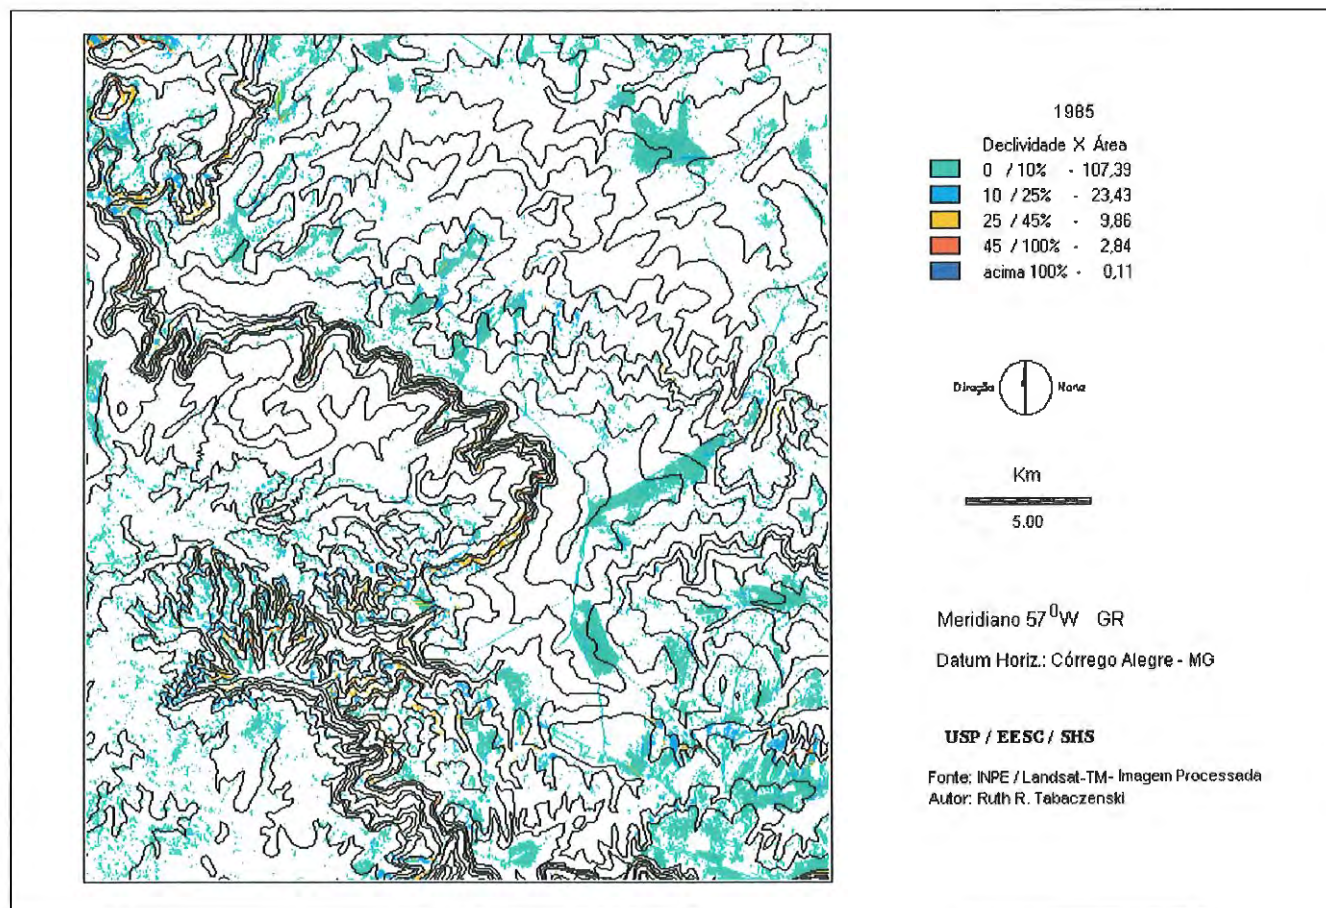 1985
Declividade X Área
0 / 10% - 107,39
10 / 25% - 23,43
25 / 45% - 9,86
45 / 100% - 2,84
acima 100% - 0,11
Direção Norte
Km
5.00
Meridiano 57⁰W GR
Datum Horiz.: Córrego Alegre - MG
USP / EESC / SHS
Fonte: INPE / Landsat-TM- Imagem Processada
Autor: Ruth R. Tabaczenski